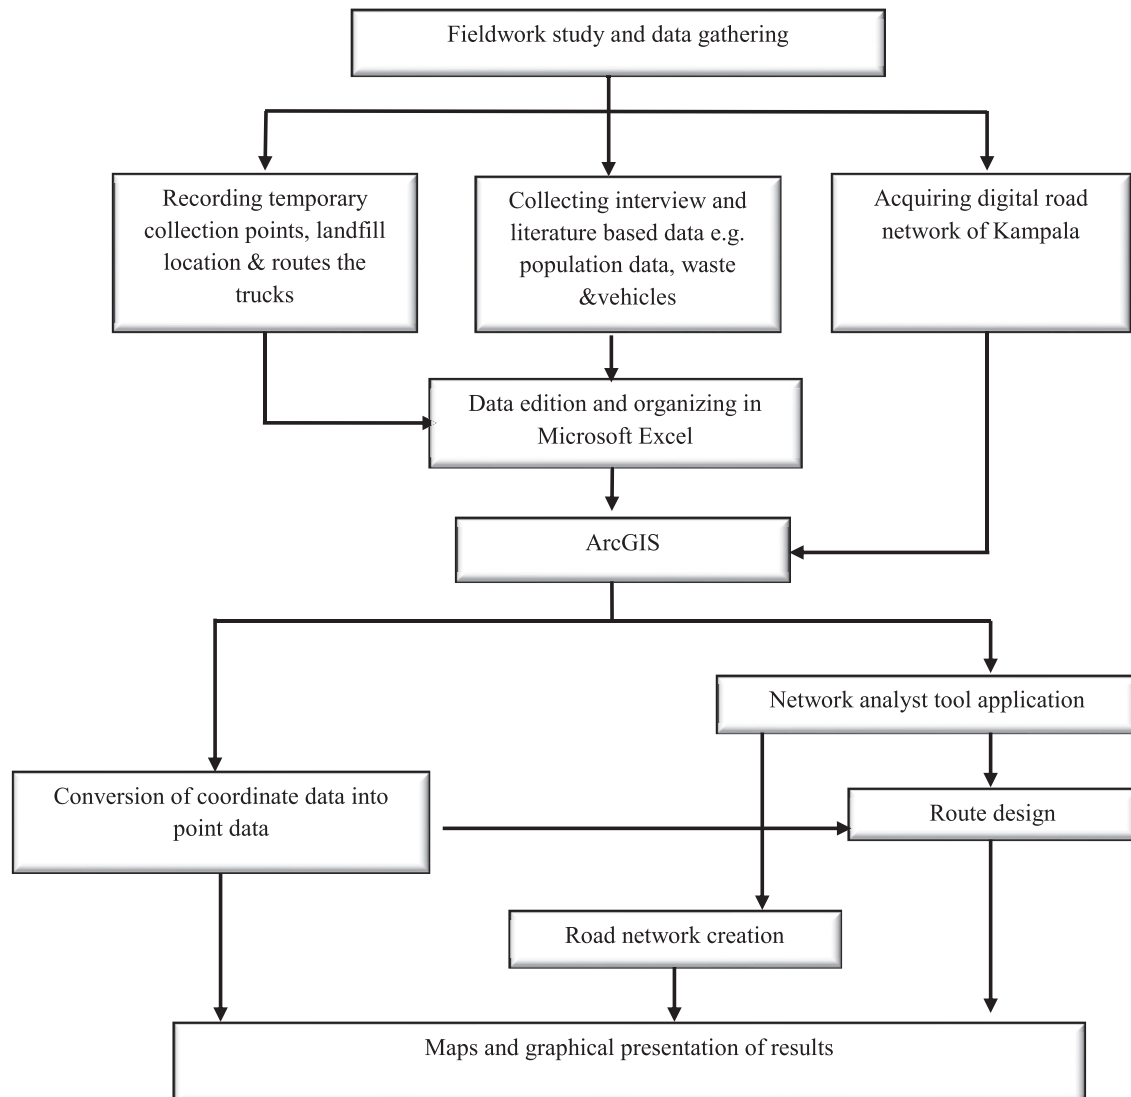 Fieldwork study and data gathering
Recording temporary
collection points, landfill
location & routes the
trucks
Collecting interview and
literature based data e.g.
population data, waste
&vehicles
Acquiring digital road
network of Kampala
Data edition and organizing in
Microsoft Excel
ArcGIS
Network analyst tool application
Conversion of coordinate data into
point data
Route design
Road network creation
Maps and graphical presentation of results